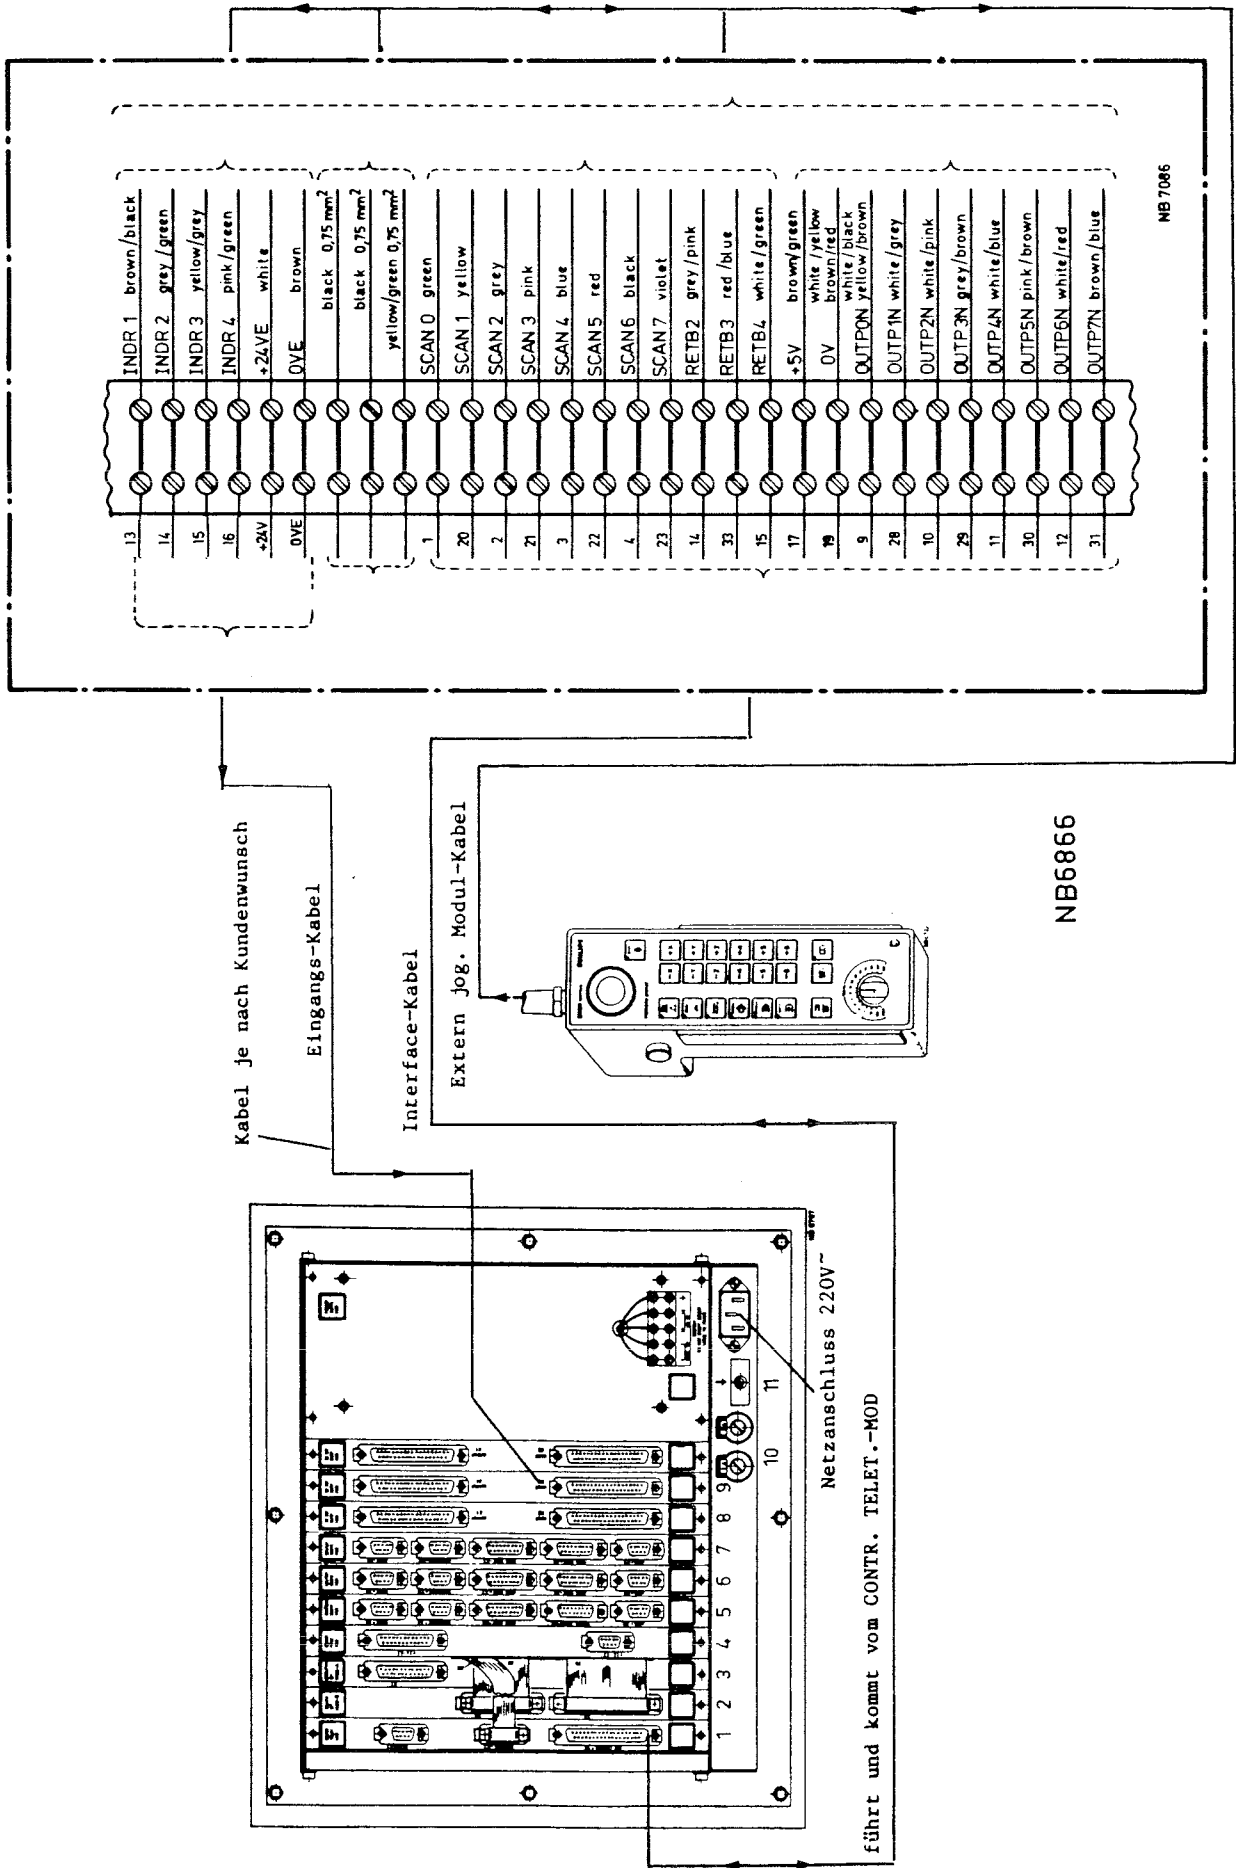 13 INDR 1 brown/black
14 INDR 2 grey/green
15 INDR 3 yellow/grey
16 INDR 4 pink/green
+24V +24VE white
0VE 0VE brown
black 0,75 mm²
black 0,75 mm²
yellow/green 0,75 mm²
1 SCAN 0 green
20 SCAN 1 yellow
2 SCAN 2 grey
21 SCAN 3 pink
3 SCAN 4 blue
22 SCAN 5 red
4 SCAN 6 black
23 SCAN 7 violet
14 RETB2 grey/pink
33 RETB3 red/blue
15 RETB4 white/green
17 +5V brown/green
white/yellow
19 0V brown/red
white/black
9 OUTP0N yellow/brown
28 OUTP1N white/grey
10 OUTP2N white/pink
29 OUTP3N grey/brown
11 OUTP4N white/blue
30 OUTP5N pink/brown
12 OUTP6N white/red
31 OUTP7N brown/blue
NB 7086
Kabel je nach Kundenwunsch
Eingangs-Kabel
Interface-Kabel
Extern jog. Modul-Kabel
NB6866
1 2 3 4 5 6 7 8 9 10 11
Netzanschluss 220V~
führt und kommt vom CONTR. TELET.-MOD